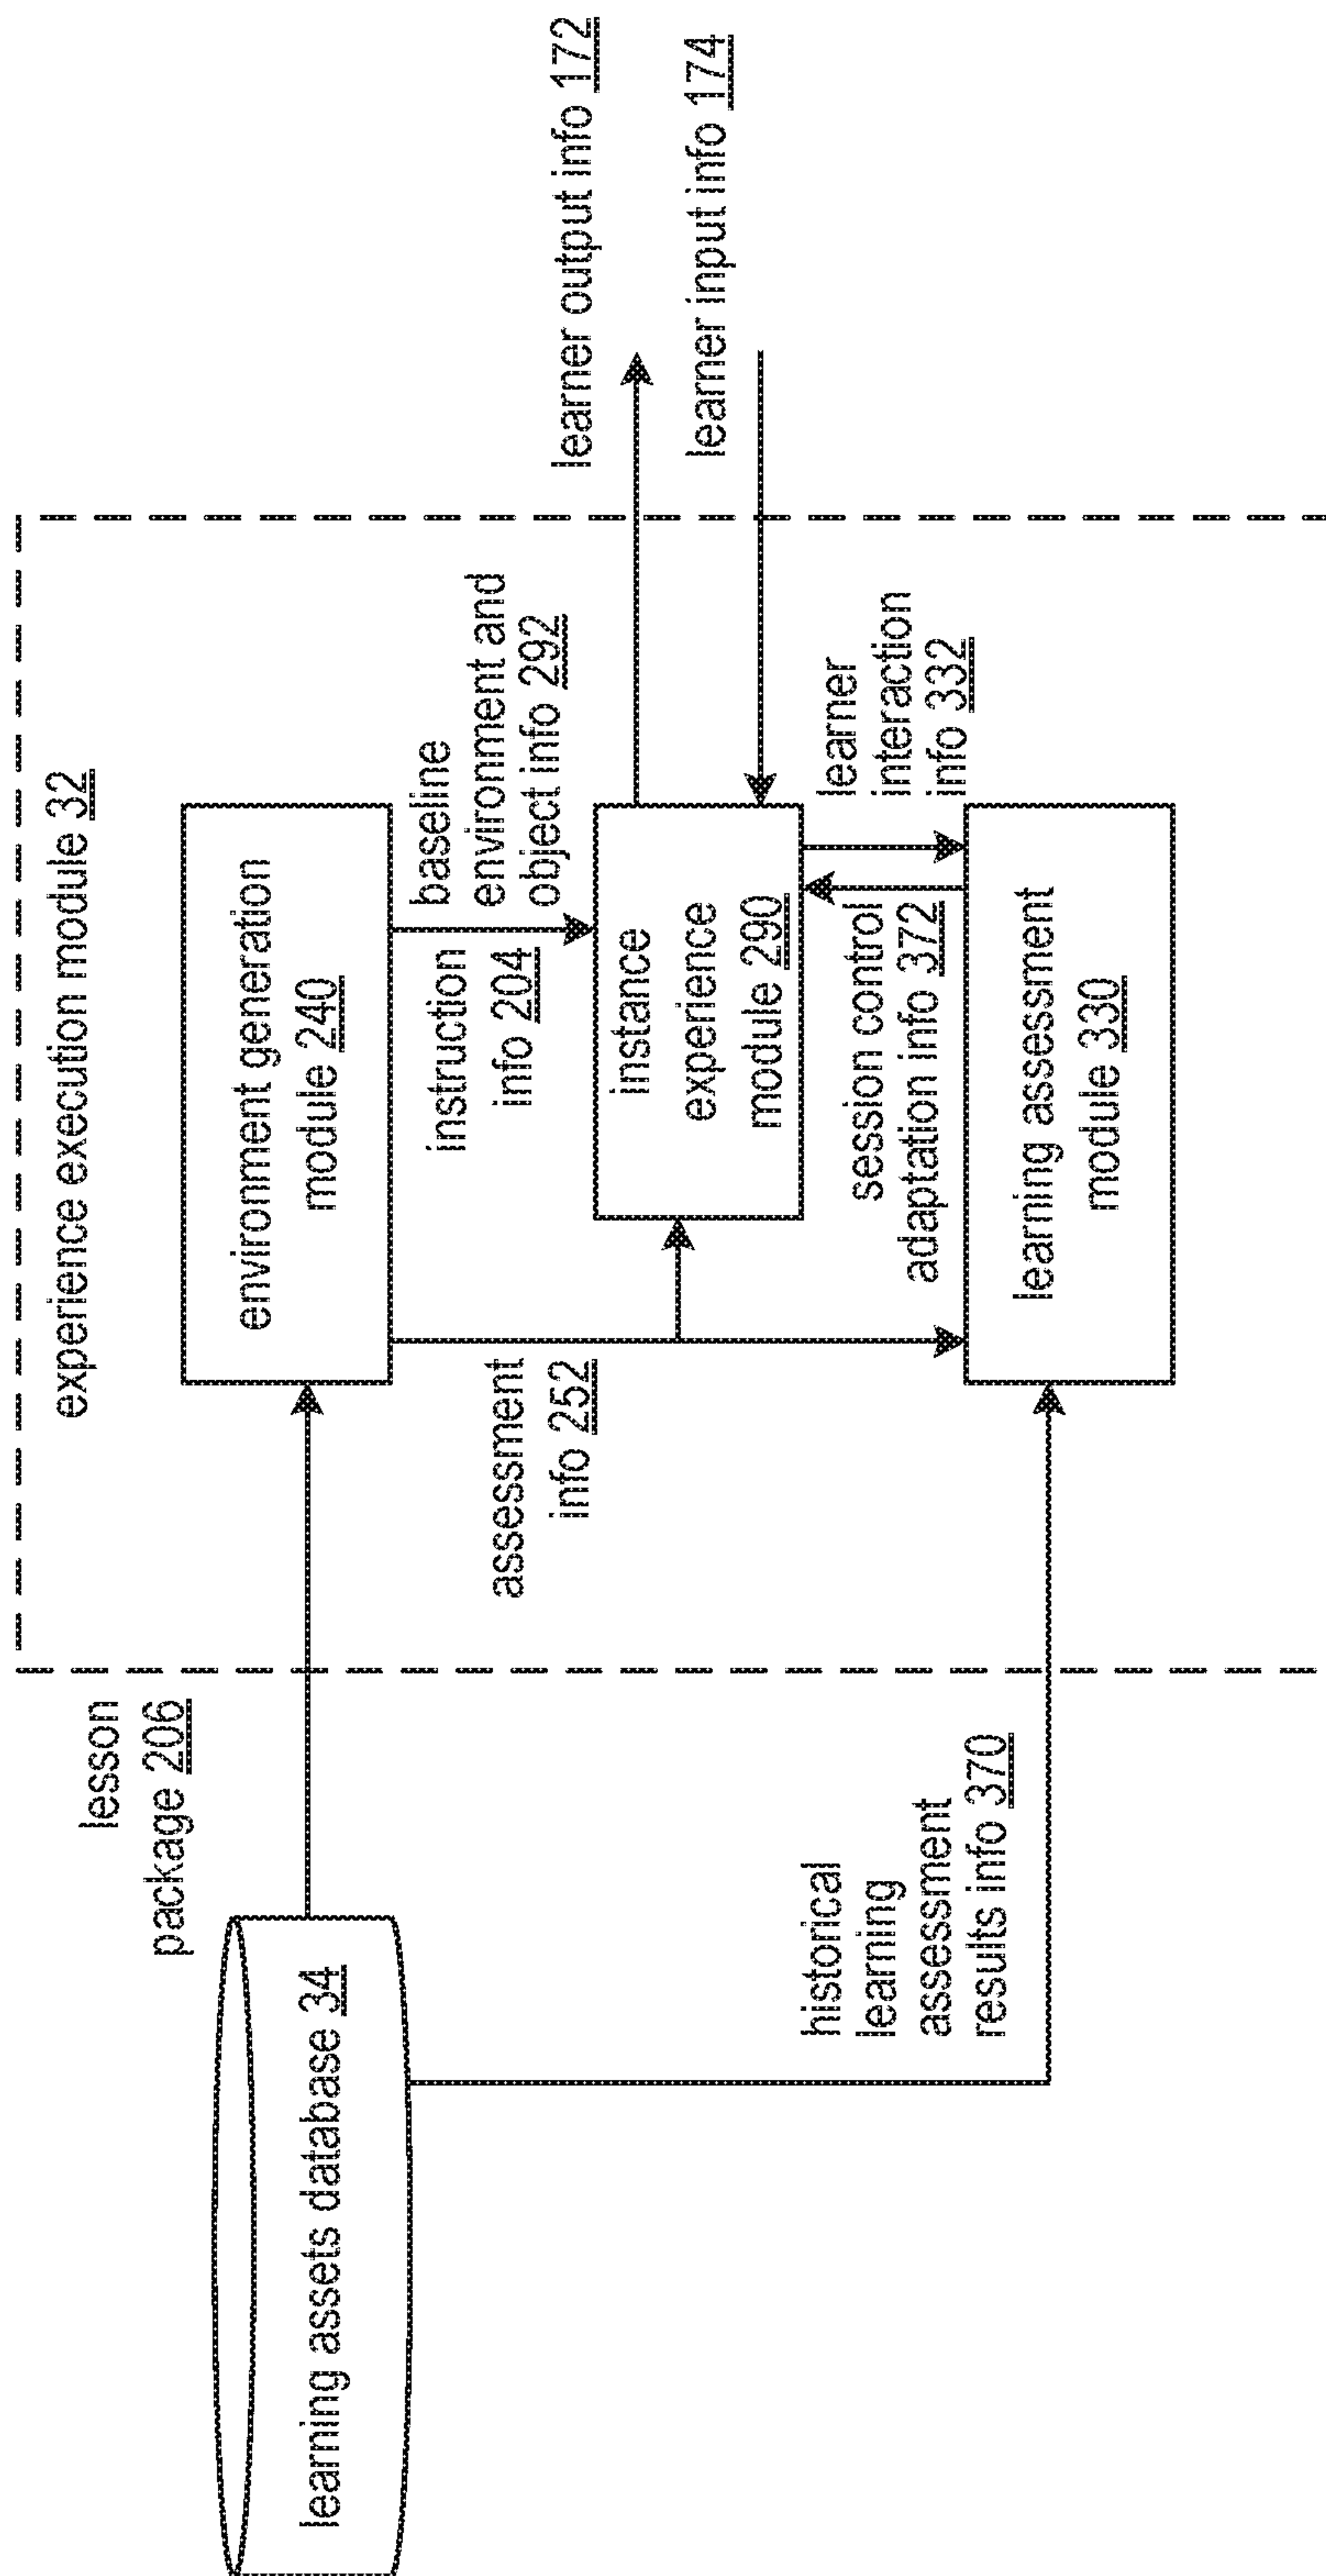 learning assets database 34
lesson
package 206
historical
learning
assessment
results info 370
experience execution module 32
environment generation
module 240
assessment
info 252
instruction
info 204
baseline
environment and
object info 292
instance
experience
module 290
session control
adaptation info 372
learner
interaction
info 332
learning assessment
module 330
learner output info 172
learner input info 174